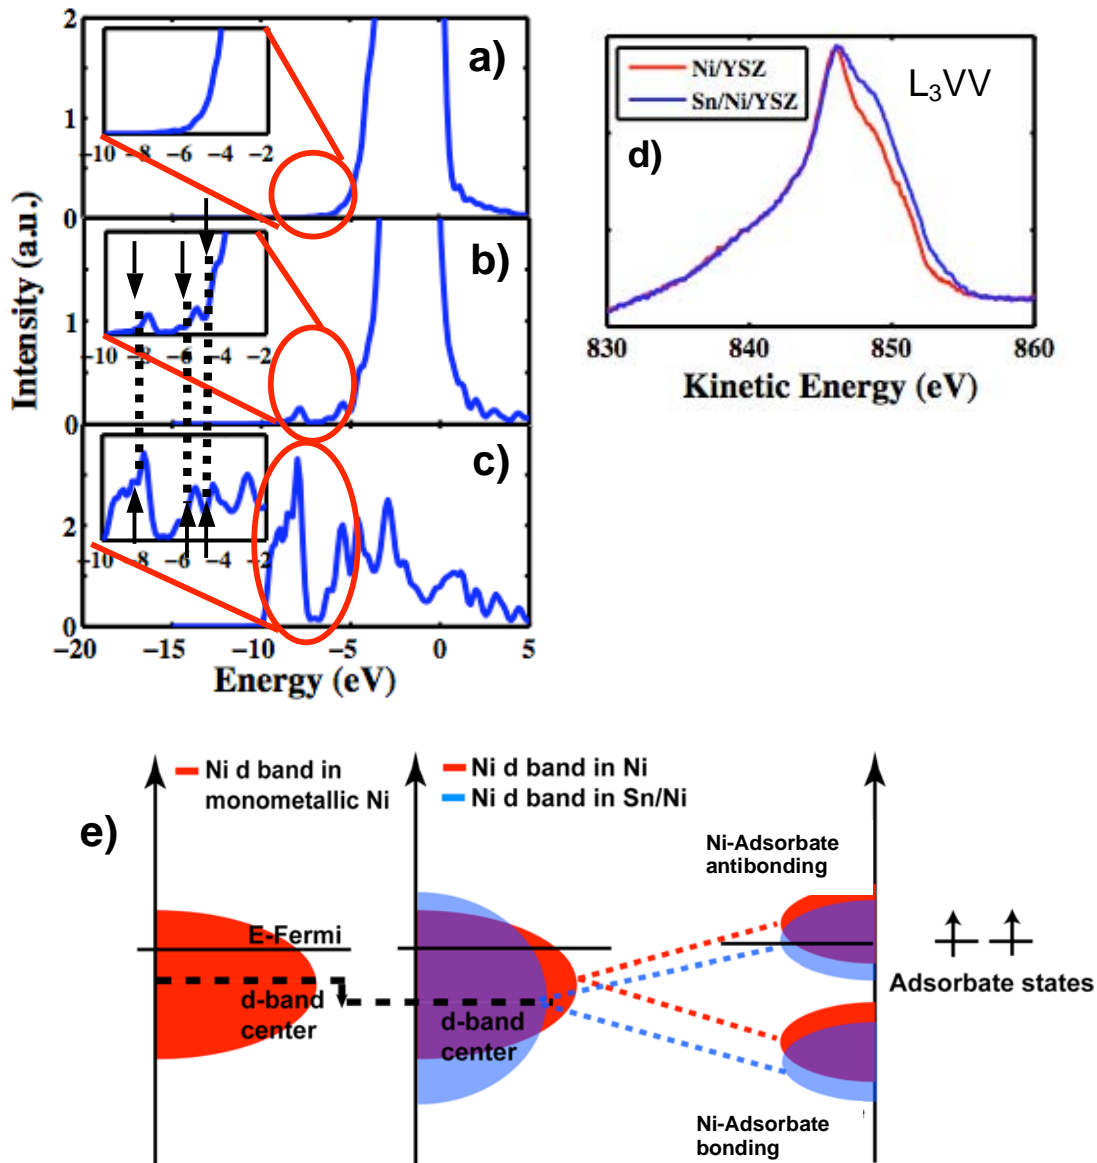 Intensity (a.u.)
2
1
0
−10 −8 −6 −4 −2
a)
1
0
−10 −8 −6 −4 −2
b)
2
0
−10 −8 −6 −4 −2
c)
−20 −15 −10 −5 0 5
Energy (eV)
Ni/YSZ
Sn/Ni/YSZ
L₃VV
d)
830 840 850 860
Kinetic Energy (eV)
e)
Ni d band in
monometallic Ni
E-Fermi
d-band
center
Ni d band in Ni
Ni d band in Sn/Ni
d-band
center
Ni-Adsorbate
antibonding
Adsorbate states
Ni-Adsorbate
bonding